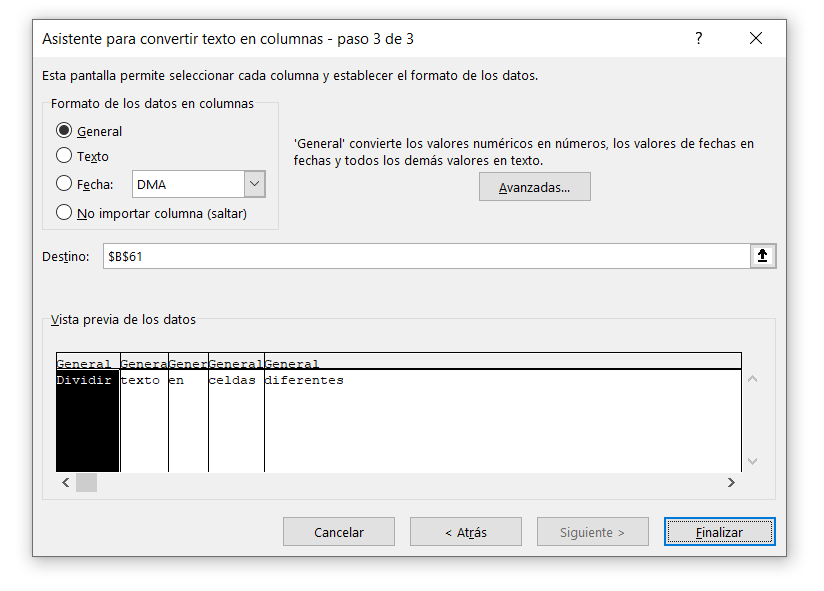 Asistente para convertir texto en columnas - paso 3 de 3
?
Esta pantalla permite seleccionar cada columna y establecer el formato de los datos.
Formato de los datos en columnas
General
Texto
Fecha: DMA
No importar columna (saltar)
'General' convierte los valores numéricos en números, los valores de fechas en
fechas y todos los demás valores en texto.
Avanzadas...
Destino: $B$61
Vista previa de los datos
General Genera Gener General General
Dividir texto en celdas diferentes
Cancelar < Atrás Siguiente > Finalizar